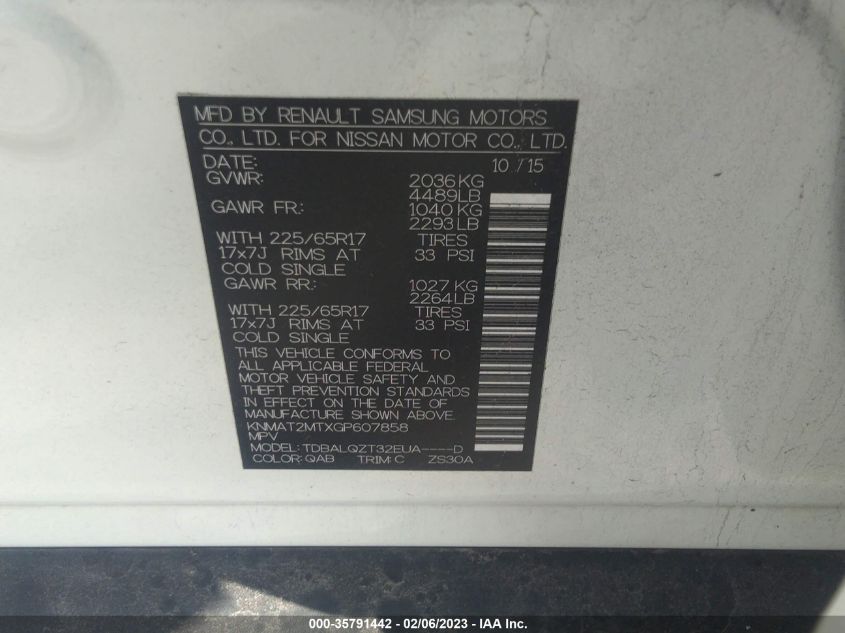 MFD BY RENAULT SAMSUNG MOTORS
CO., LTD. FOR NISSAN MOTOR CO., LTD.
DATE: 10 / 15
GVWR: 2036 KG
4489LB
GAWR FR.: 1040 KG
2293 LB
WITH 225/65R17 TIRES
17x7J RIMS AT 33 PSI
COLD SINGLE
GAWR RR.: 1027 KG
2264 LB
WITH 225/65R17 TIRES
17x7J RIMS AT 33 PSI
COLD SINGLE
THIS VEHICLE CONFORMS TO
ALL APPLICABLE FEDERAL
MOTOR VEHICLE SAFETY AND
THEFT PREVENTION STANDARDS
IN EFFECT ON THE DATE OF
MANUFACTURE SHOWN ABOVE
KNMAT2MTXGP607858
MPV
MODEL: TDBALQZT32EUA----D
COLOR: QAB TRIM: C ZS30A
000-35791442 - 02/06/2023 - IAA Inc.